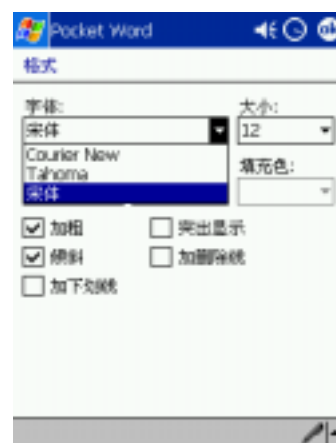 Pocket Word
ok
格式
字体:
大小:
宋体
12
Courier New
Tahoma
宋体
填充色:
加粗
突出显示
倾斜
加删除线
加下划线